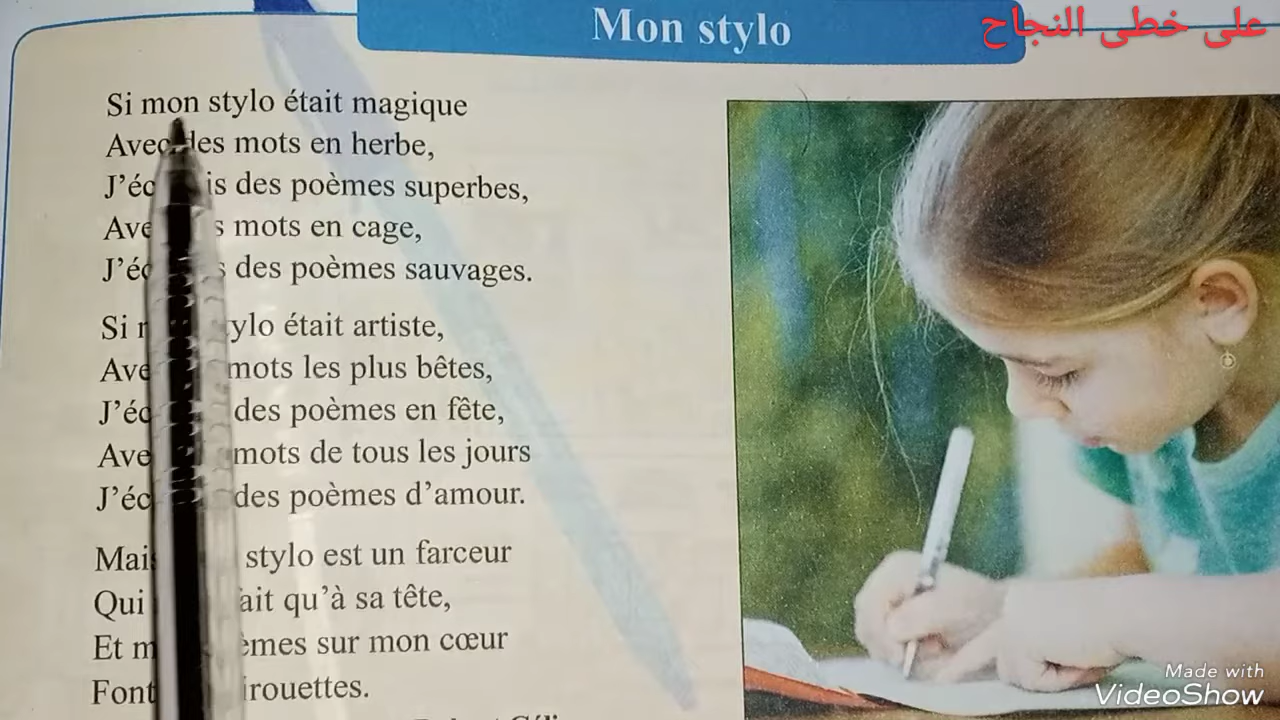 Mon stylo
على خطى النجاح
Si mon stylo était magique
Avec des mots en herbe,
J'éc is des poèmes superbes,
Ave s mots en cage,
J'éc s des poèmes sauvages.
Si tylo était artiste,
Ave mots les plus bêtes,
J'éc des poèmes en fête,
Ave mots de tous les jours
J'éc des poèmes d'amour.
Mais stylo est un farceur
Qui ait qu'à sa tête,
Et m èmes sur mon cœur
Font irouettes.
Made with
VideoShow